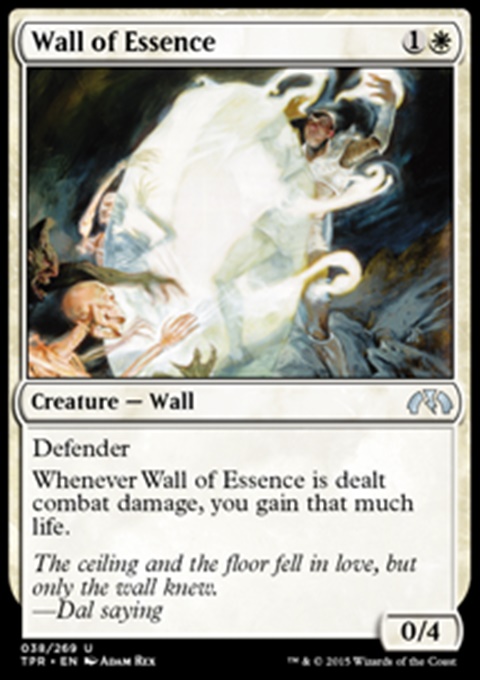 Wall of Essence 1
Creature — Wall
Defender
Whenever Wall of Essence is dealt
combat damage, you gain that much
life.
The ceiling and the floor fell in love, but
only the wall knew.
—Dal saying
0/4
038/269 U
TPR • EN Adam Rex
™ & © 2015 Wizards of the Coast